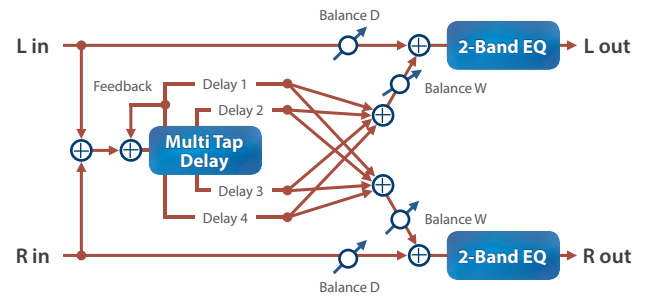 Balance D
L in
2-Band EQ
L out
Feedback
Delay 1
Balance W
Delay 2
Multi Tap
Delay
Delay 3
Delay 4
Balance W
R in
2-Band EQ
R out
Balance D